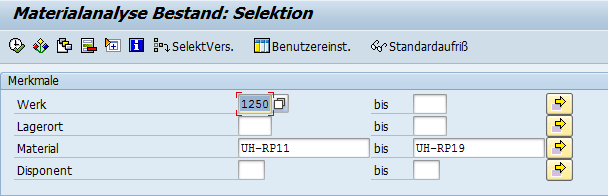 Materialanalyse Bestand: Selektion
SelektVers. Benutzereinst. Standardaufriß
Merkmale
Werk 1250 bis
Lagerort bis
Material UH-RP11 bis UH-RP19
Disponent bis